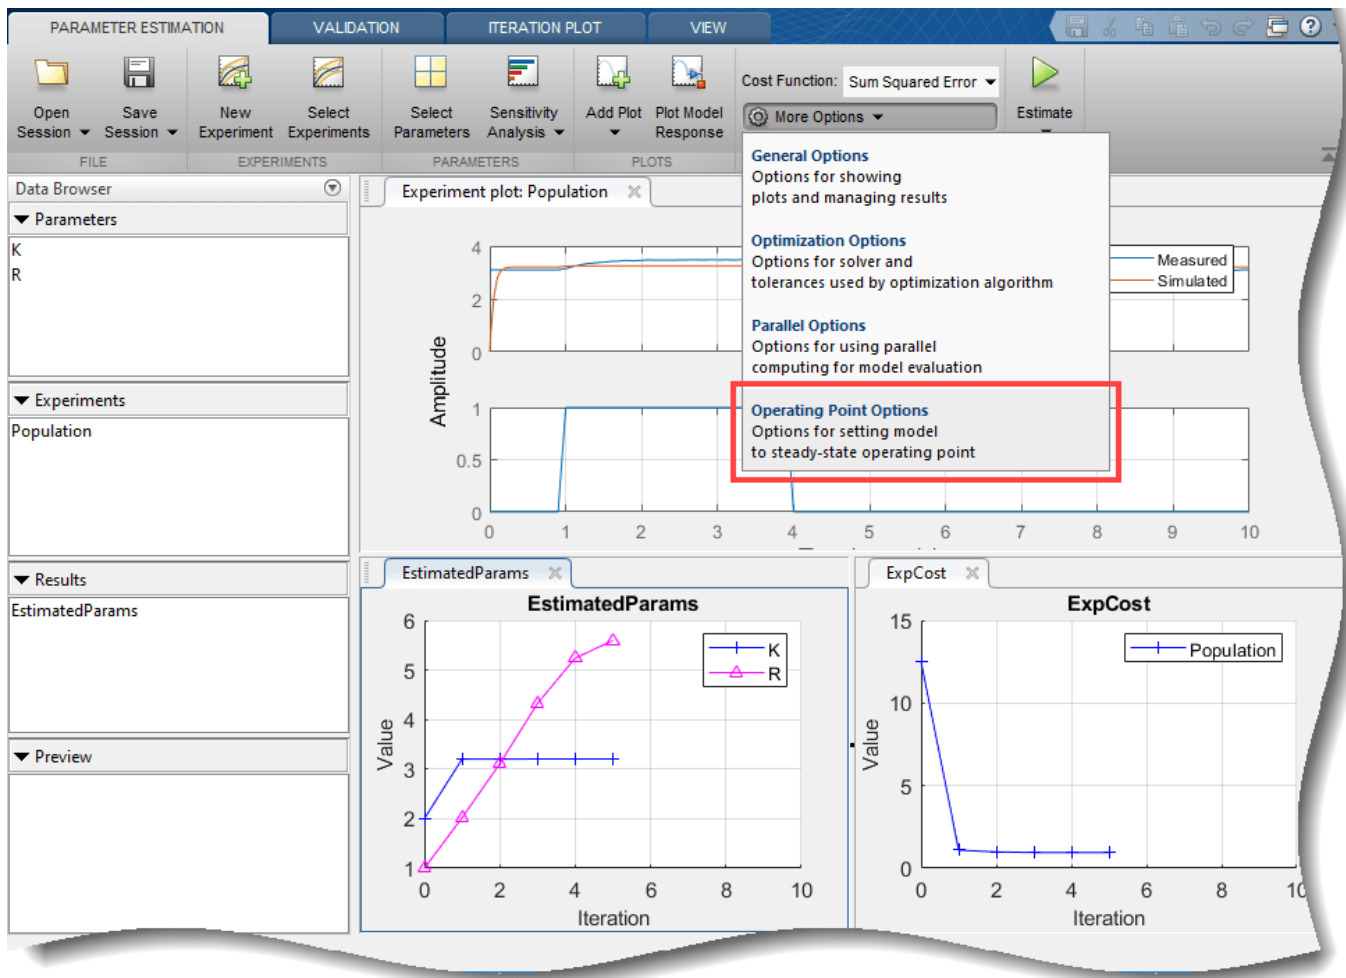 PARAMETER ESTIMATION
VALIDATION
ITERATION PLOT
VIEW
Open
Session
Save
Session
New
Experiment
Select
Experiments
Select
Parameters
Sensitivity
Analysis
Add Plot
Plot Model
Response
Cost Function:
Sum Squared Error
More Options
Estimate
FILE
EXPERIMENTS
PARAMETERS
PLOTS
General Options
Options for showing
plots and managing results
Optimization Options
Options for solver and
tolerances used by optimization algorithm
Parallel Options
Options for using parallel
computing for model evaluation
Operating Point Options
Options for setting model
to steady-state operating point
Data Browser
Parameters
K
R
Experiments
Population
Results
EstimatedParams
Preview
Experiment plot: Population
Measured
Simulated
Amplitude
4
2
0
1
0.5
0
0 1 2 3 4 5 6 7 8 9 10
EstimatedParams
EstimatedParams
K
R
Value
6
5
4
3
2
1
0 2 4 6 8 10
Iteration
ExpCost
ExpCost
Population
Value
15
10
5
0
0 2 4 6 8 10
Iteration